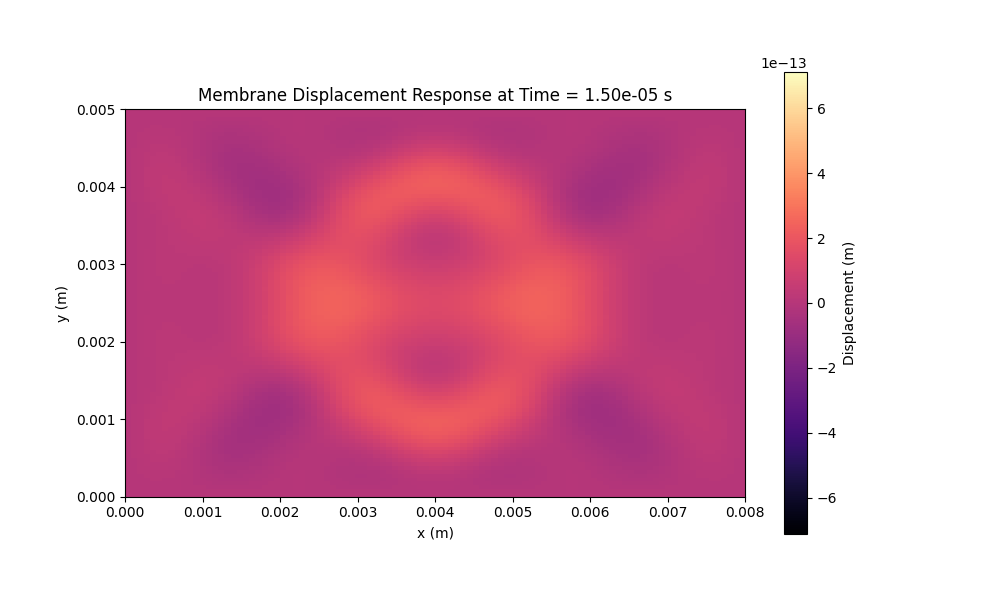 1e−13
Membrane Displacement Response at Time = 1.50e-05 s
0.005
0.004
0.003
0.002
0.001
0.000
y (m)
0.000 0.001 0.002 0.003 0.004 0.005 0.006 0.007 0.008
x (m)
6
4
2
0
−2
−4
−6
Displacement (m)